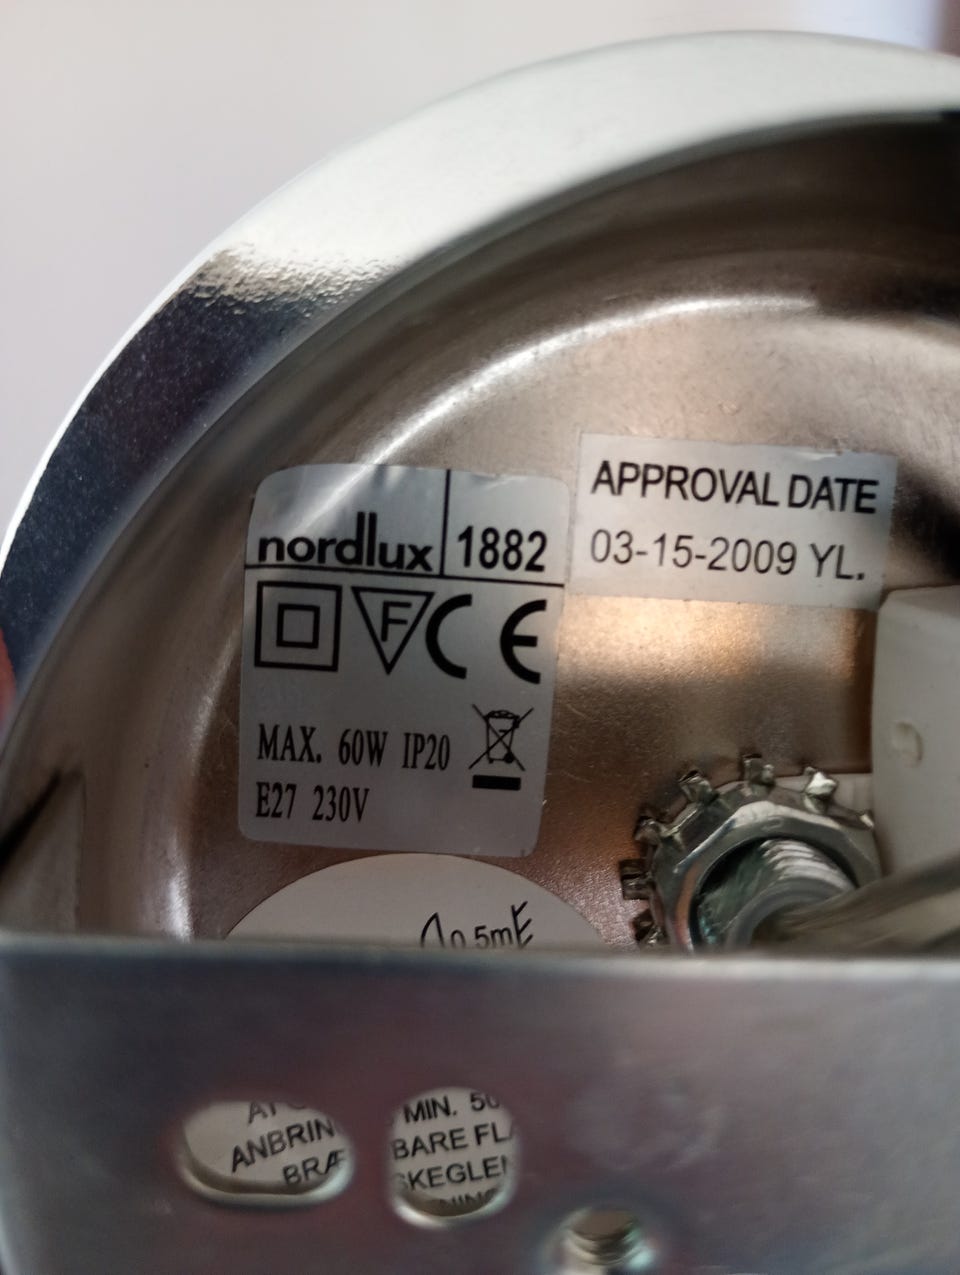 nordlux 1882
APPROVAL DATE
03-15-2009 YL.
F CE
MAX. 60W IP20
E27 230V
0.5m
ANBRIN
BRÆ
MIN. 50
BARE FL
SKEGLEN